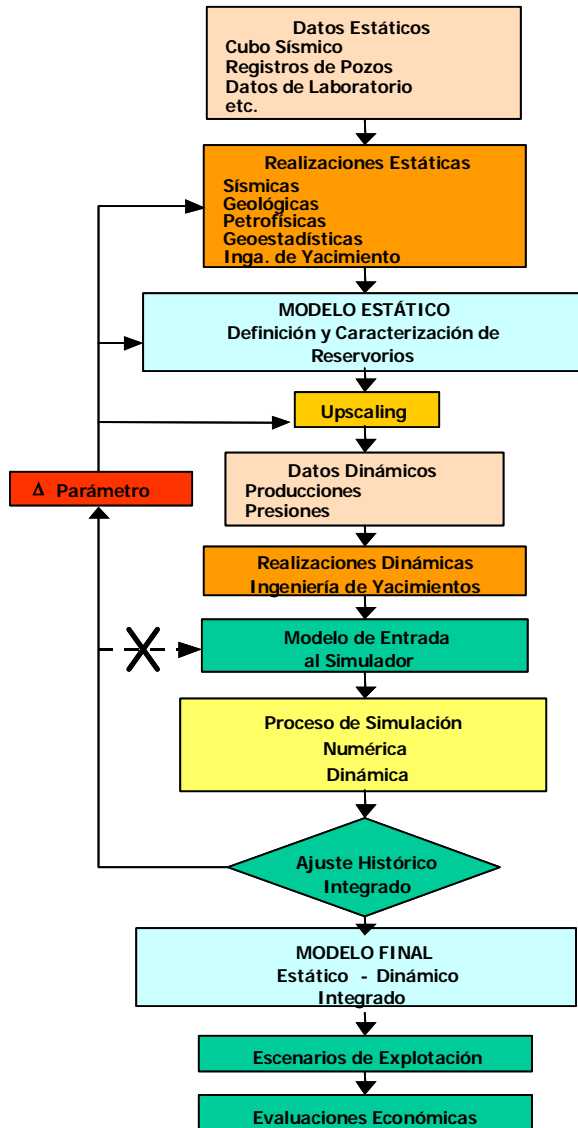 Datos Estáticos
Cubo Sísmico
Registros de Pozos
Datos de Laboratorio
etc.
Realizaciones Estáticas
Sísmicas
Geológicas
Petrofísicas
Geoestadísticas
Inga. de Yacimiento
MODELO ESTÁTICO
Definición y Caracterización de
Reservorios
Upscaling
Datos Dinámicos
Producciones
Presiones
Δ Parámetro
Realizaciones Dinámicas
Ingeniería de Yacimientos
Modelo de Entrada
al Simulador
Proceso de Simulación
Numérica
Dinámica
Ajuste Histórico
Integrado
MODELO FINAL
Estático - Dinámico
Integrado
Escenarios de Explotación
Evaluaciones Económicas